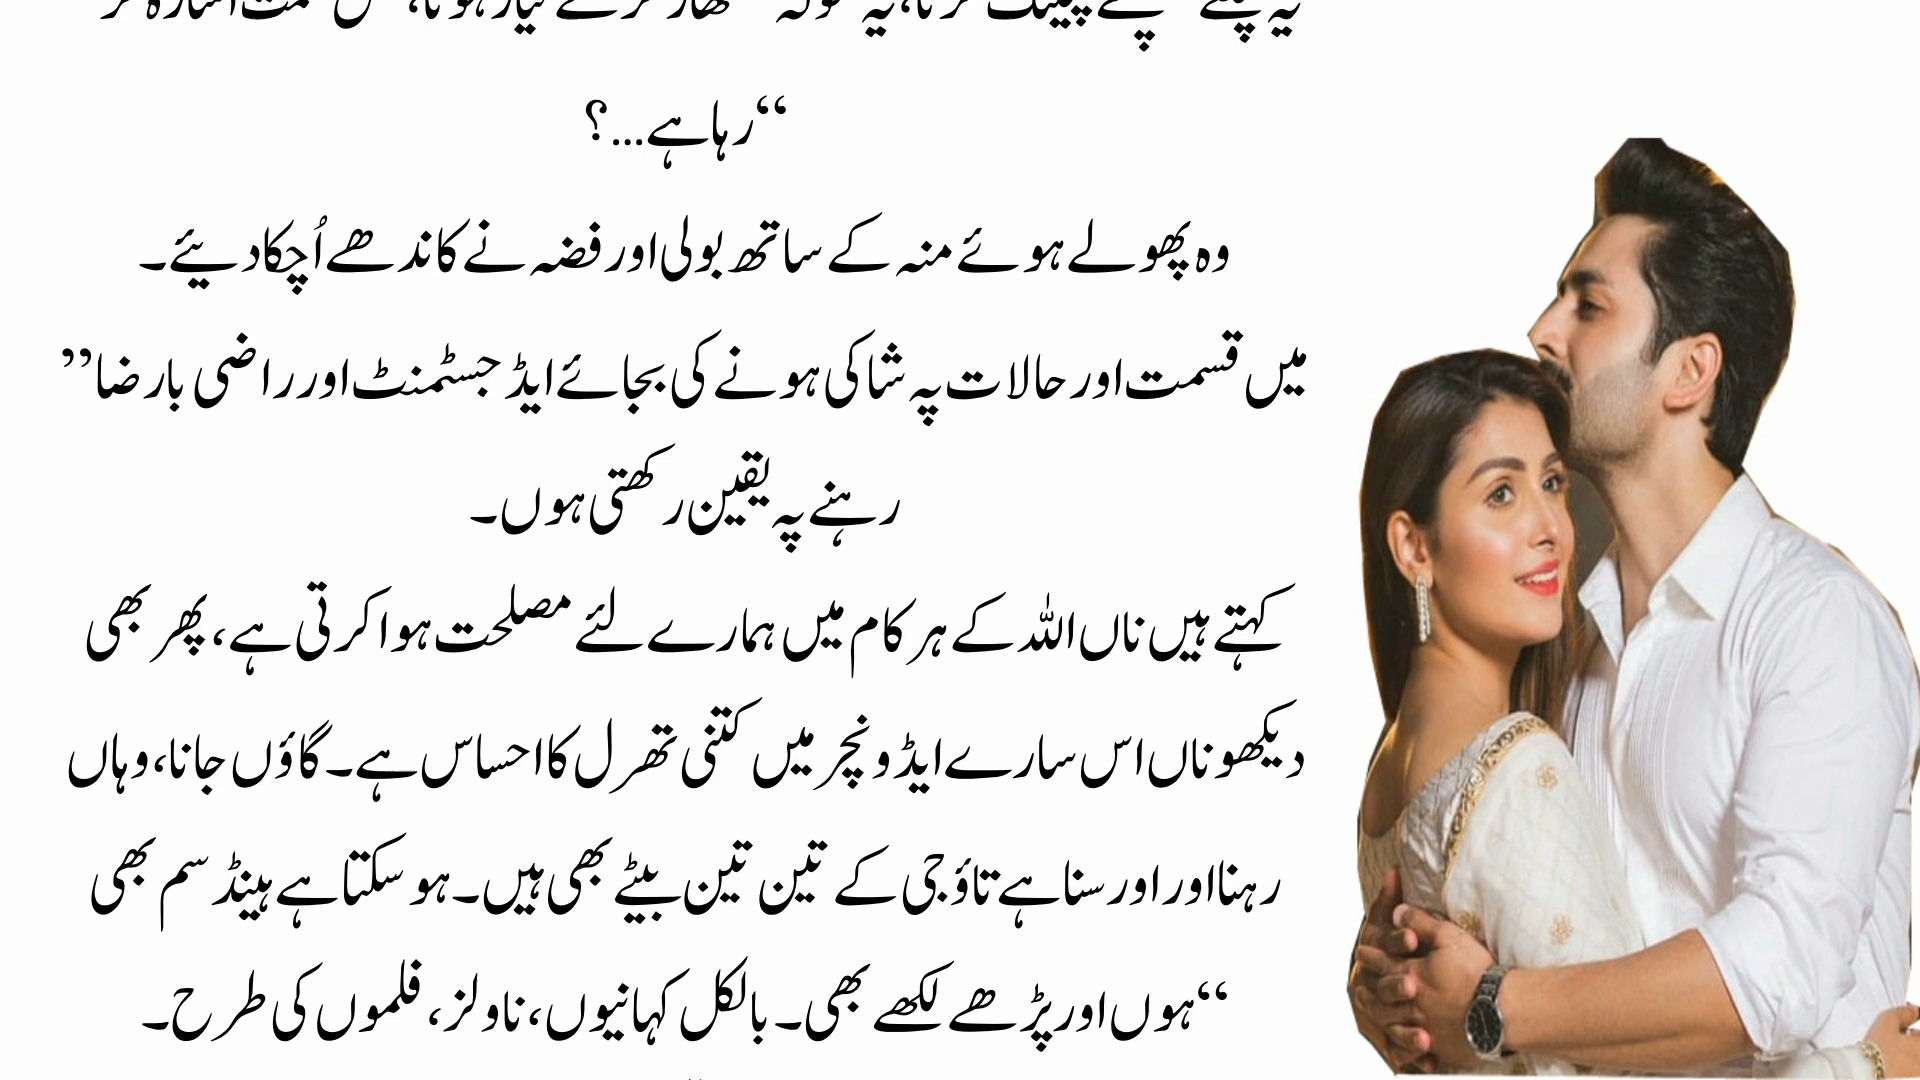 رہا ہے...؟“
وہ پھولے ہوئے منہ کے ساتھ بولی اور فضہ نے کاندھے اُچکا دیئے۔
”میں قسمت اور حالات پہ شاکی ہونے کی بجائے ایڈجسٹمنٹ اور راضی بارضا
رہنے پہ یقین رکھتی ہوں۔
کہتے ہیں ناں اللہ کے ہر کام میں ہمارے لئے مصلحت ہوا کرتی ہے، پھر بھی
دیکھو ناں اس سارے ایڈونچر میں کتنی تھرل کا احساس ہے۔ گاؤں جانا، وہاں
رہنا اور اور سنا ہے تاؤ جی کے تین تین بیٹے بھی ہیں۔ ہو سکتا ہے ہینڈسم بھی
ہوں اور پڑھے لکھے بھی۔ بالکل کہانیوں، ناولز، فلموں کی طرح۔“